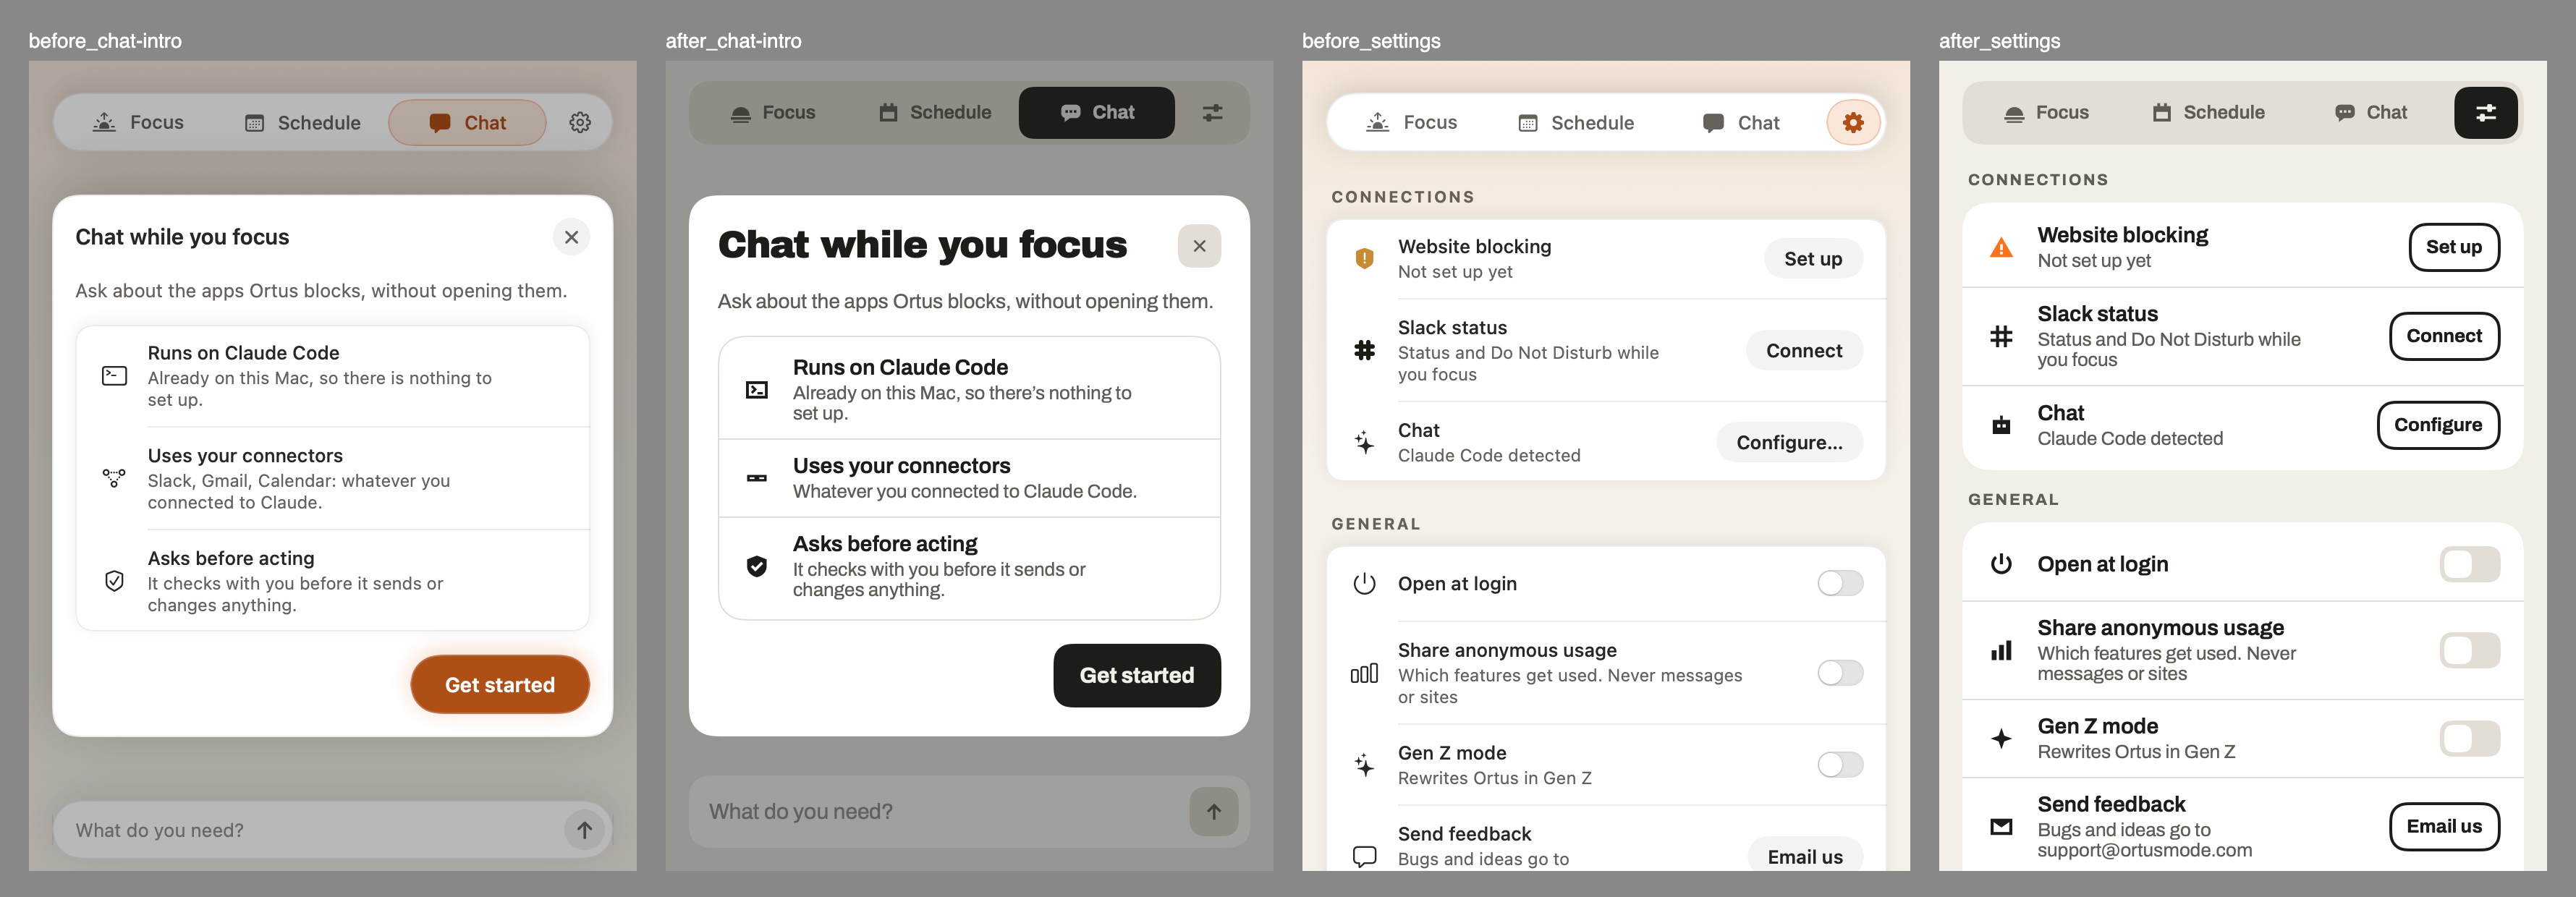 before_chat-intro
Focus
Schedule
Chat
Chat while you focus
Ask about the apps Ortus blocks, without opening them.
Runs on Claude Code
Already on this Mac, so there is nothing to
set up.
Uses your connectors
Slack, Gmail, Calendar: whatever you
connected to Claude.
Asks before acting
It checks with you before it sends or
changes anything.
Get started
What do you need?
after_chat-intro
Focus
Schedule
Chat
Chat while you focus
Ask about the apps Ortus blocks, without opening them.
Runs on Claude Code
Already on this Mac, so there’s nothing to
set up.
Uses your connectors
Whatever you connected to Claude Code.
Asks before acting
It checks with you before it sends or
changes anything.
Get started
What do you need?
before_settings
Focus
Schedule
Chat
CONNECTIONS
Website blocking
Not set up yet
Set up
Slack status
Status and Do Not Disturb while
you focus
Connect
Chat
Claude Code detected
Configure...
GENERAL
Open at login
Share anonymous usage
Which features get used. Never messages
or sites
Gen Z mode
Rewrites Ortus in Gen Z
Send feedback
Bugs and ideas go to
Email us
after_settings
Focus
Schedule
Chat
CONNECTIONS
Website blocking
Not set up yet
Set up
Slack status
Status and Do Not Disturb while
you focus
Connect
Chat
Claude Code detected
Configure
GENERAL
Open at login
Share anonymous usage
Which features get used. Never
messages or sites
Gen Z mode
Rewrites Ortus in Gen Z
Send feedback
Bugs and ideas go to
support@ortusmode.com
Email us